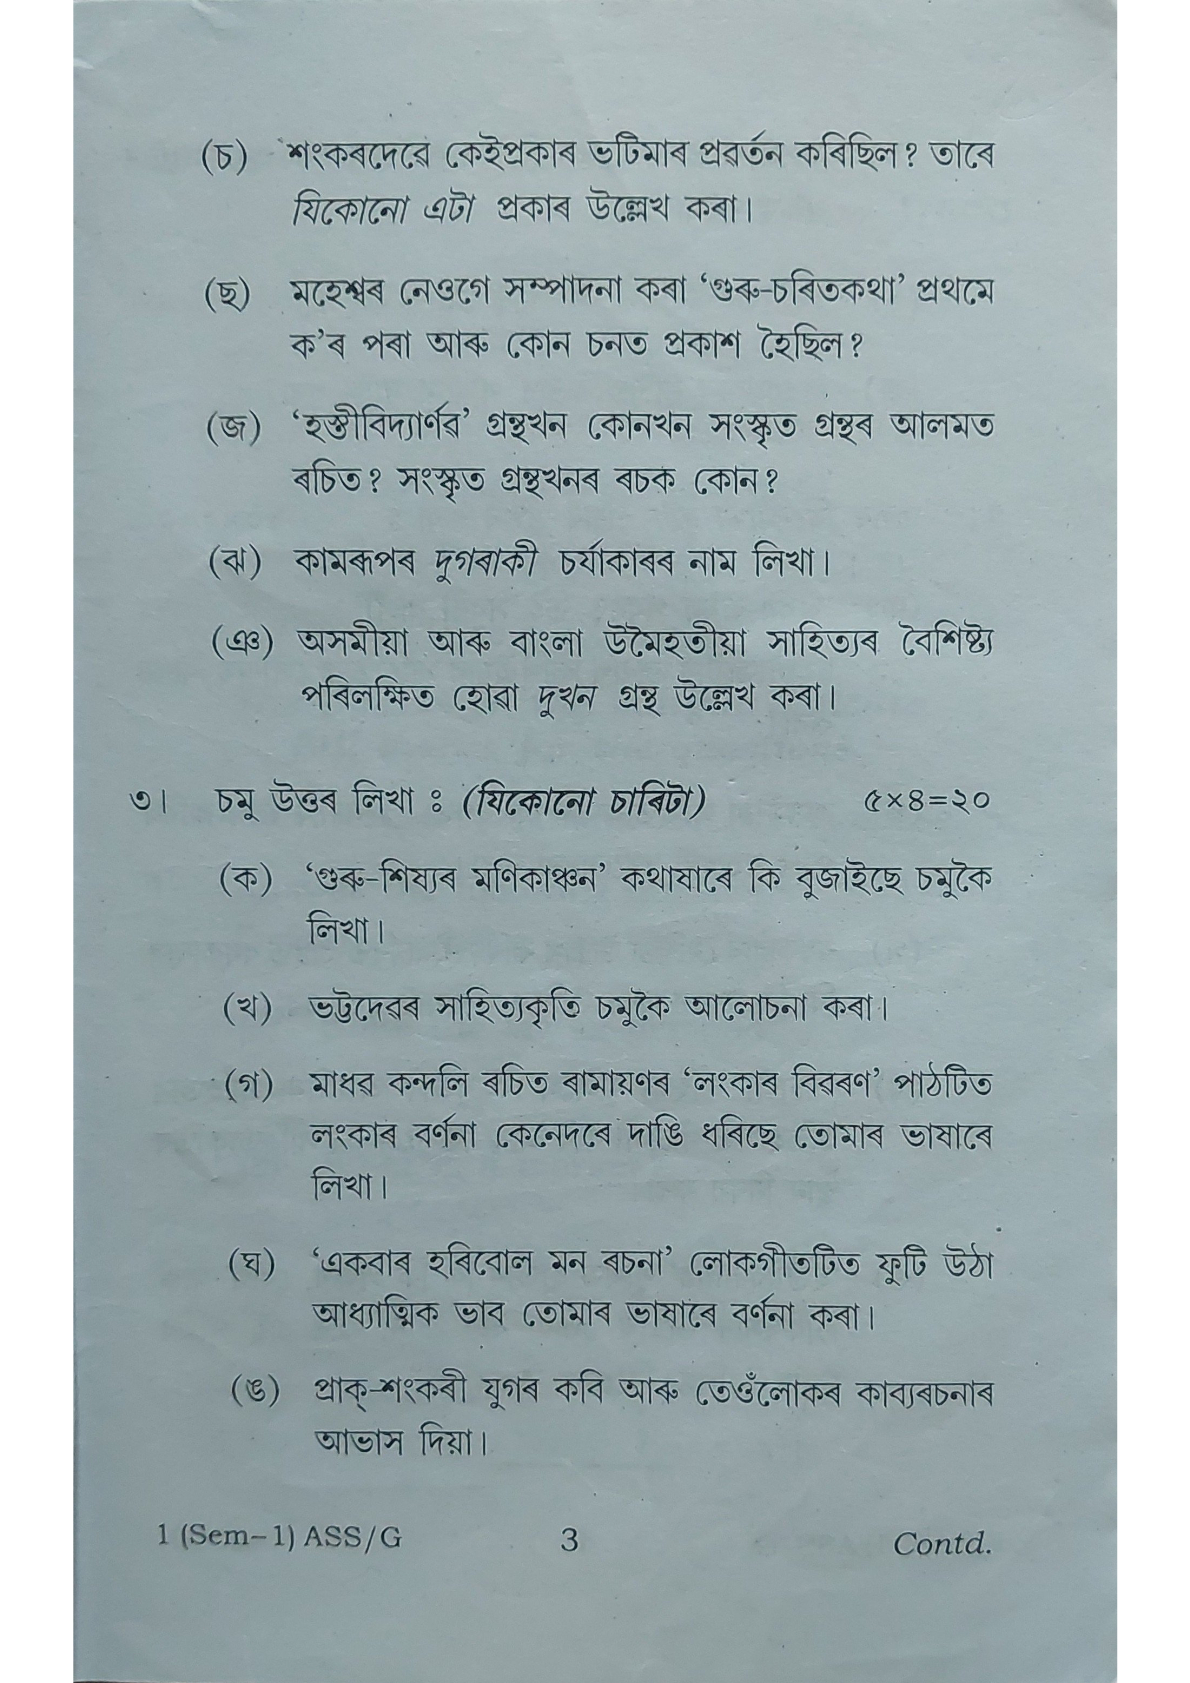 (চ) শংকৰদেৱে কেইপ্ৰকাৰ ভটিমাৰ প্ৰৱৰ্তন কৰিছিল? তাৰে
যিকোনো এটা প্ৰকাৰ উল্লেখ কৰা।
(ছ) মহেশ্বৰ নেওগে সম্পাদনা কৰা ‘গুৰু-চৰিতকথা’ প্ৰথমে
ক’ৰ পৰা আৰু কোন চনত প্ৰকাশ হৈছিল?
(জ) ‘হস্তীবিদ্যাৰ্ণৱ’ গ্ৰন্থখন কোনখন সংস্কৃত গ্ৰন্থৰ আলমত
ৰচিত? সংস্কৃত গ্ৰন্থখনৰ ৰচক কোন?
(ঝ) কামৰূপৰ দুগৰাকী চৰ্যাকাৰৰ নাম লিখা।
(ঞ) অসমীয়া আৰু বাংলা উমৈহতীয়া সাহিত্যৰ বৈশিষ্ট্য
পৰিলক্ষিত হোৱা দুখন গ্ৰন্থ উল্লেখ কৰা।
৩। চমু উত্তৰ লিখা : (যিকোনো চাৰিটা) ৫×৪=২০
(ক) ‘গুৰু-শিষ্যৰ মণিকাঞ্চন’ কথাষাৰে কি বুজাইছে চমুকৈ
লিখা।
(খ) ভট্টদেৱৰ সাহিত্যকৃতি চমুকৈ আলোচনা কৰা।
(গ) মাধৱ কন্দলি ৰচিত ৰামায়ণৰ ‘লংকাৰ বিৱৰণ’ পাঠটিত
লংকাৰ বৰ্ণনা কেনেদৰে দাঙি ধৰিছে তোমাৰ ভাষাৰে
লিখা।
(ঘ) ‘একবাৰ হৰিবোল মন ৰচনা’ লোকগীতটিত ফুটি উঠা
আধ্যাত্মিক ভাব তোমাৰ ভাষাৰে বৰ্ণনা কৰা।
(ঙ) প্ৰাক্-শংকৰী যুগৰ কবি আৰু তেওঁলোকৰ কাব্যৰচনাৰ
আভাস দিয়া।
1 (Sem–1) ASS/G 3 Contd.